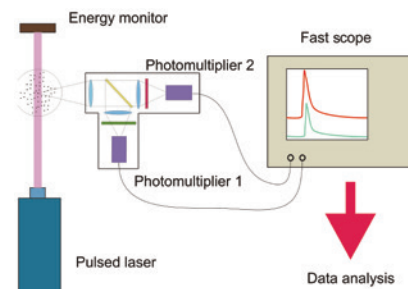 Energy monitor
Fast scope
Photomultiplier 2
Photomultiplier 1
Pulsed laser
Data analysis